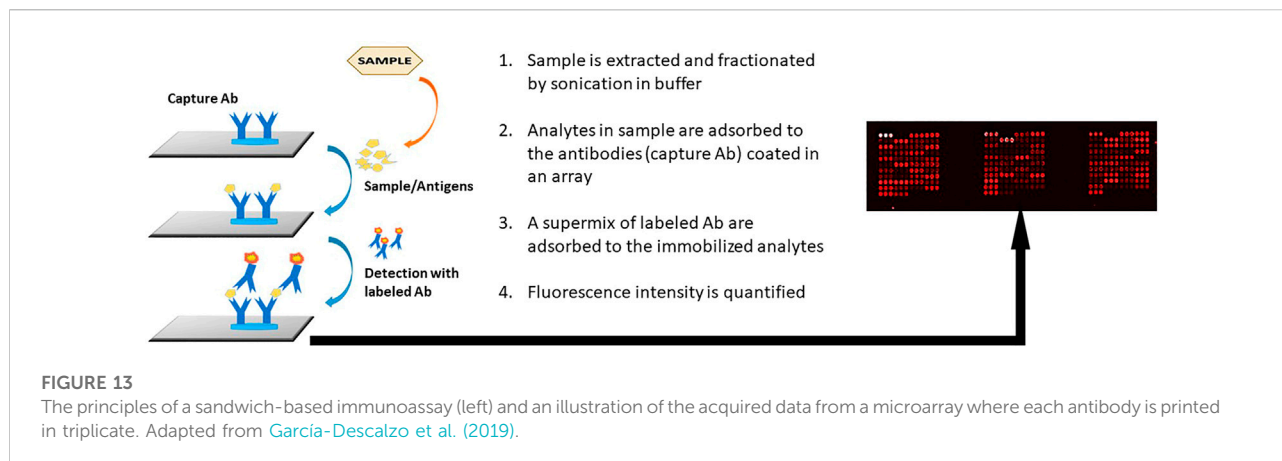 SAMPLE
Capture Ab
Sample/Antigens
Detection with
labeled Ab
1. Sample is extracted and fractionated
by sonication in buffer
2. Analytes in sample are adsorbed to
the antibodies (capture Ab) coated in
an array
3. A supermix of labeled Ab are
adsorbed to the immobilized analytes
4. Fluorescence intensity is quantified
FIGURE 13
The principles of a sandwich-based immunoassay (left) and an illustration of the acquired data from a microarray where each antibody is printed
in triplicate. Adapted from García-Descalzo et al. (2019).